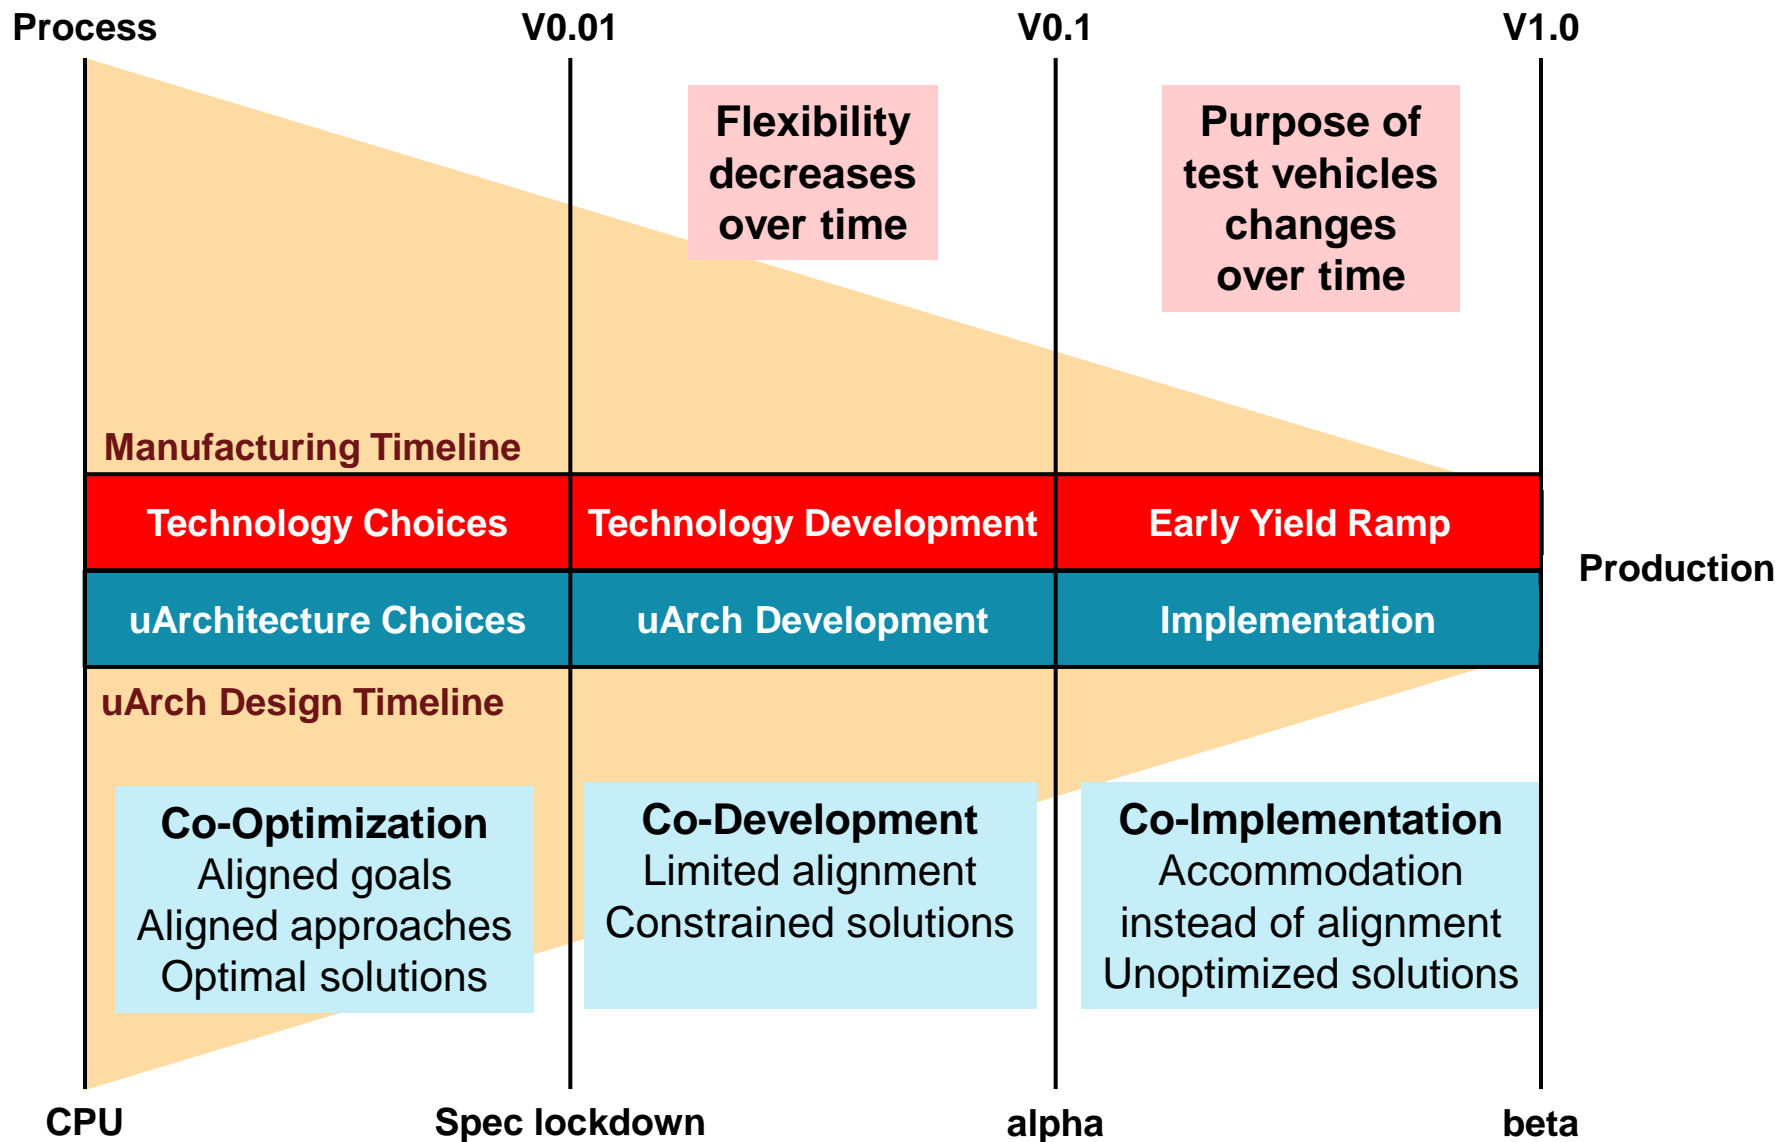 Process
V0.01
V0.1
V1.0
Flexibility
decreases
over time
Purpose of
test vehicles
changes
over time
Manufacturing Timeline
Technology Choices
Technology Development
Early Yield Ramp
Production
uArchitecture Choices
uArch Development
Implementation
uArch Design Timeline
Co-Optimization
Aligned goals
Aligned approaches
Optimal solutions
Co-Development
Limited alignment
Constrained solutions
Co-Implementation
Accommodation
instead of alignment
Unoptimized solutions
CPU
Spec lockdown
alpha
beta